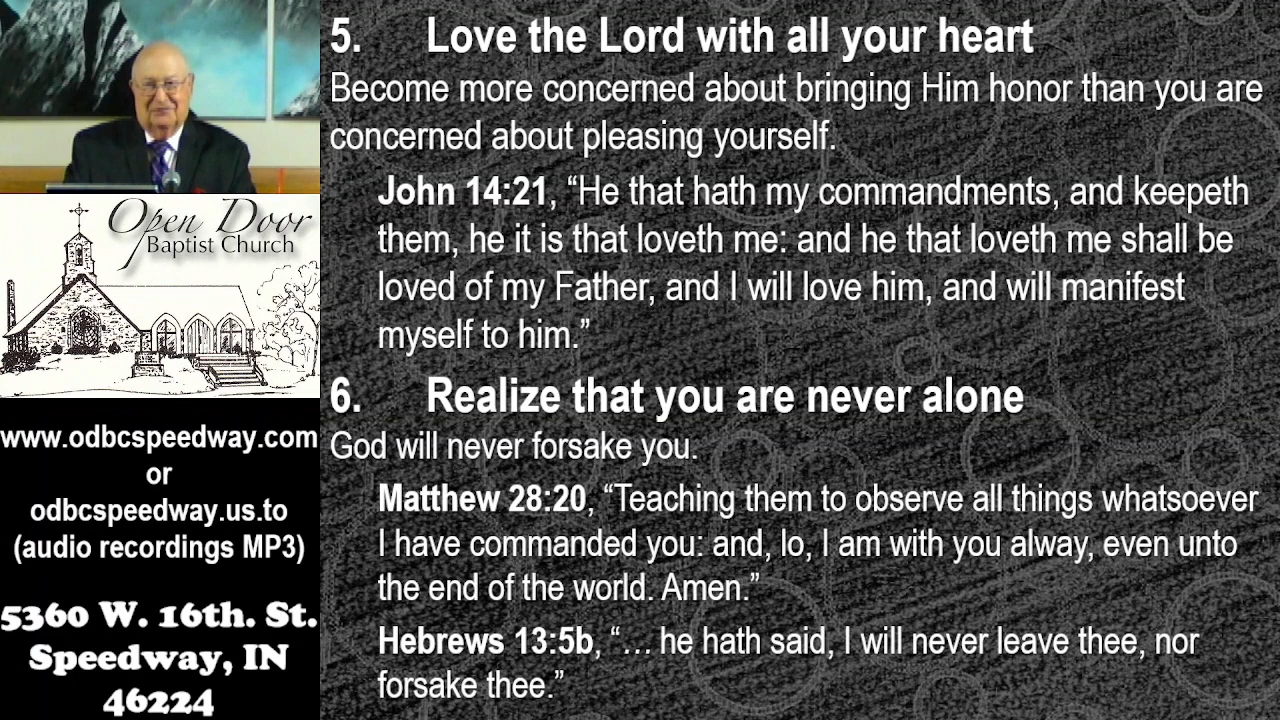 Open Door
Baptist Church
www.odbcspeedway.com
or
odbcspeedway.us.to
(audio recordings MP3)
5360 W. 16th. St.
Speedway, IN
46224
5. Love the Lord with all your heart
Become more concerned about bringing Him honor than you are
concerned about pleasing yourself.
John 14:21, “He that hath my commandments, and keepeth
them, he it is that loveth me: and he that loveth me shall be
loved of my Father, and I will love him, and will manifest
myself to him.”
6. Realize that you are never alone
God will never forsake you.
Matthew 28:20, “Teaching them to observe all things whatsoever
I have commanded you: and, lo, I am with you alway, even unto
the end of the world. Amen.”
Hebrews 13:5b, “… he hath said, I will never leave thee, nor
forsake thee.”